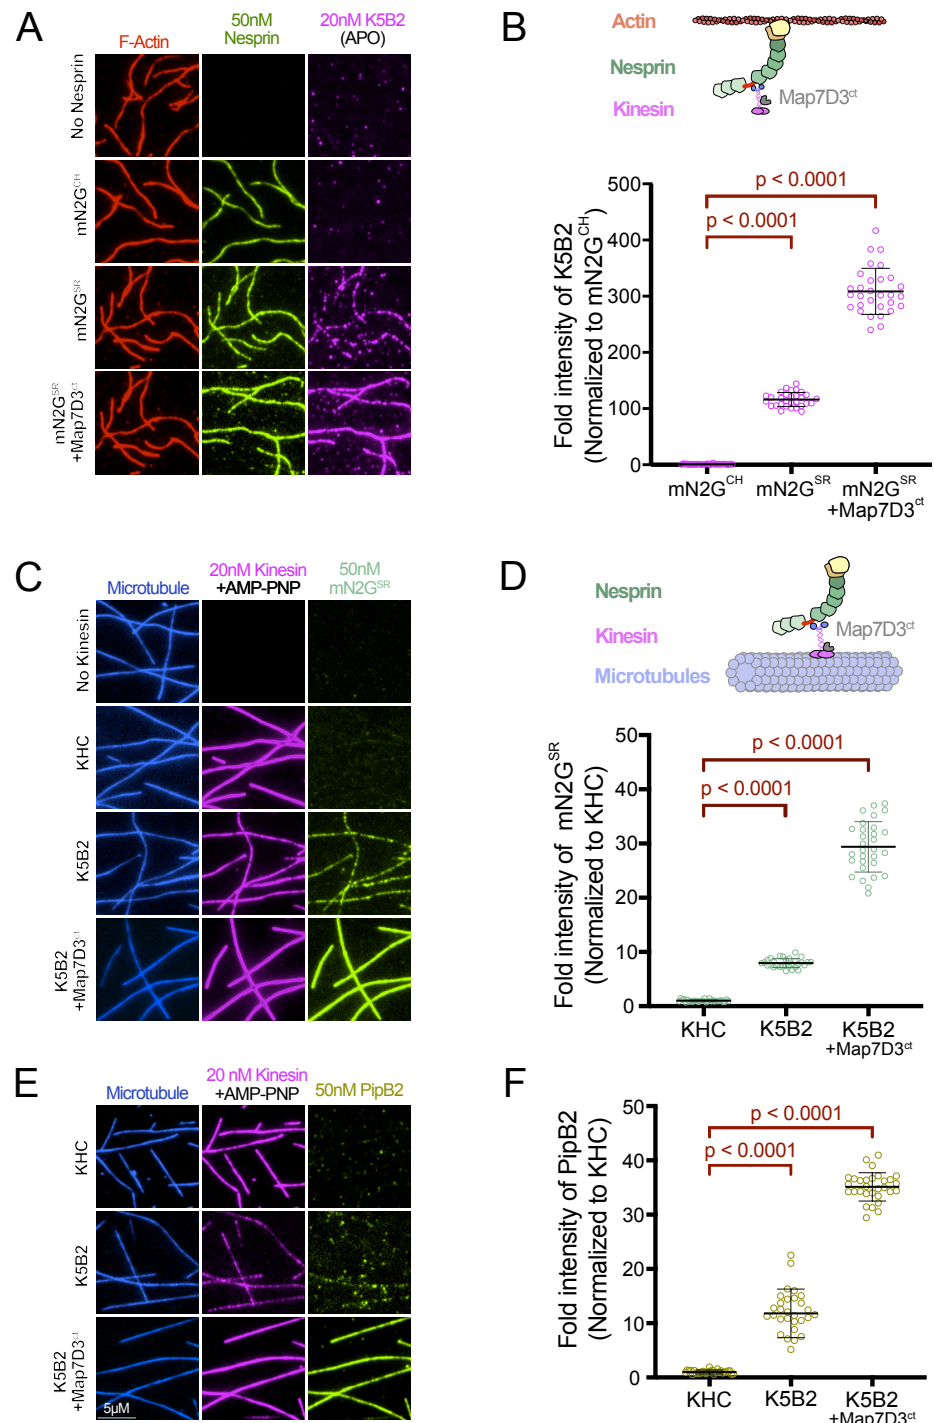 A
F-Actin
50nM
Nesprin
20nM K5B2
(APO)
No Nesprin
mN2G^CH
mN2G^SR
mN2G^SR
+Map7D3^ct
B
Actin
Nesprin
Kinesin
Map7D3^ct
Fold intensity of K5B2
(Normalized to mN2G^CH)
500
400
300
200
100
0
p < 0.0001
p < 0.0001
mN2G^CH
mN2G^SR
mN2G^SR
+Map7D3^ct
C
Microtubule
20nM Kinesin
+AMP-PNP
50nM
mN2G^SR
No Kinesin
KHC
K5B2
K5B2
+Map7D3^ct
D
Nesprin
Kinesin
Microtubules
Map7D3^ct
Fold intensity of mN2G^SR
(Normalized to KHC)
50
40
30
20
10
0
p < 0.0001
p < 0.0001
KHC
K5B2
K5B2
+Map7D3^ct
E
Microtubule
20 nM Kinesin
+AMP-PNP
50nM PipB2
KHC
K5B2
K5B2
+Map7D3^ct
5µM
F
Fold intensity of PipB2
(Normalized to KHC)
50
40
30
20
10
0
p < 0.0001
p < 0.0001
KHC
K5B2
K5B2
+Map7D3^ct